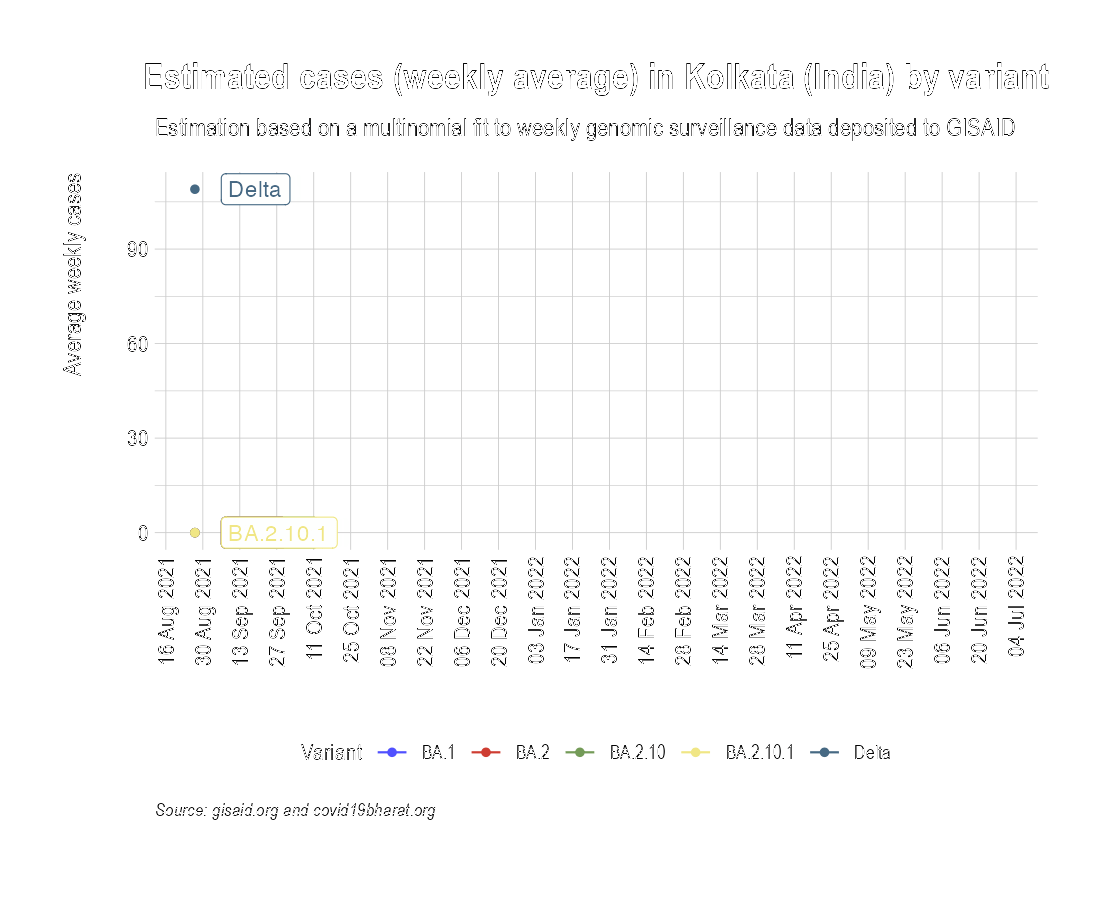 Estimated cases (weekly average) in Kolkata (India) by variant
Estimation based on a multinomial fit to weekly genomic surveillance data deposited to GISAID
Average weekly cases
Delta
90
60
30
BA.2.10.1
0
16 Aug 2021
30 Aug 2021
13 Sep 2021
27 Sep 2021
11 Oct 2021
25 Oct 2021
08 Nov 2021
22 Nov 2021
06 Dec 2021
20 Dec 2021
03 Jan 2022
17 Jan 2022
31 Jan 2022
14 Feb 2022
28 Feb 2022
14 Mar 2022
28 Mar 2022
11 Apr 2022
25 Apr 2022
09 May 2022
23 May 2022
06 Jun 2022
20 Jun 2022
04 Jul 2022
Variant BA.1 BA.2 BA.2.10 BA.2.10.1 Delta
Source: gisaid.org and covid19bharat.org